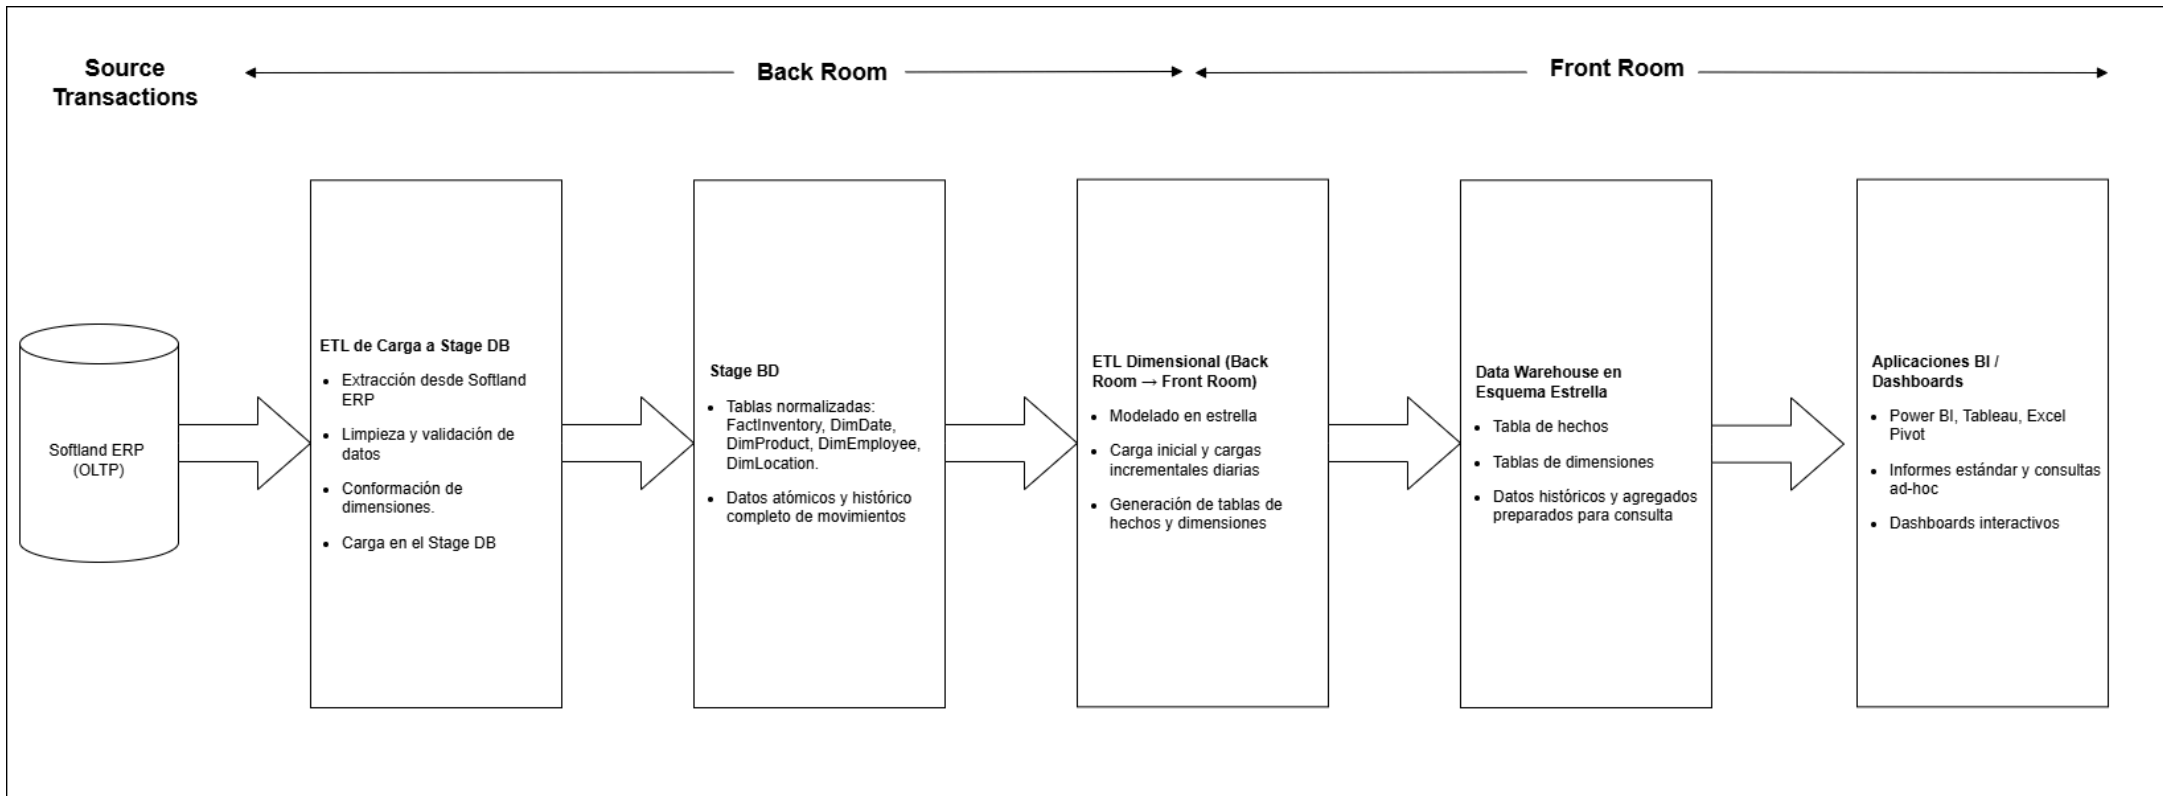 Source
Transactions
Back Room
Front Room
Softland ERP
(OLTP)
ETL de Carga a Stage DB
• Extracción desde Softland
ERP
• Limpieza y validación de
datos
• Conformación de
dimensiones.
• Carga en el Stage DB
Stage BD
• Tablas normalizadas:
FactInventory, DimDate,
DimProduct, DimEmployee,
DimLocation.
• Datos atómicos y histórico
completo de movimientos
ETL Dimensional (Back
Room → Front Room)
• Modelado en estrella
• Carga inicial y cargas
incrementales diarias
• Generación de tablas de
hechos y dimensiones
Data Warehouse en
Esquema Estrella
• Tabla de hechos
• Tablas de dimensiones
• Datos históricos y agregados
preparados para consulta
Aplicaciones BI /
Dashboards
• Power BI, Tableau, Excel
Pivot
• Informes estándar y consultas
ad-hoc
• Dashboards interactivos